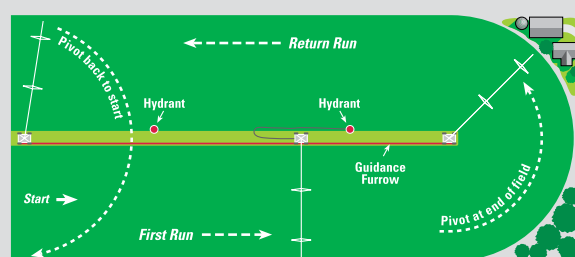 Return Run
Pivot back to start
Hydrant
Hydrant
Guidance
Furrow
Start
First Run
Pivot at end of field